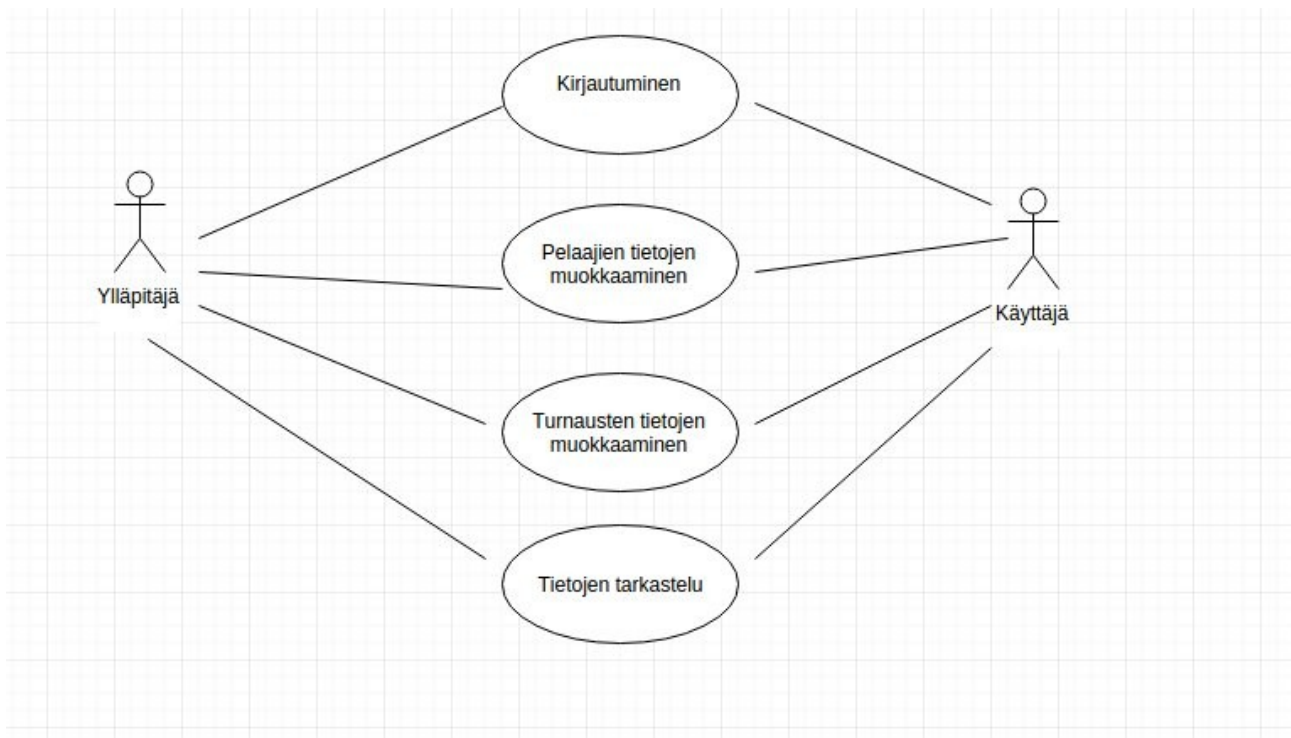 Kirjautuminen
Pelaajien tietojen
muokkaaminen
Ylläpitäjä
Käyttäjä
Turnausten tietojen
muokkaaminen
Tietojen tarkastelu